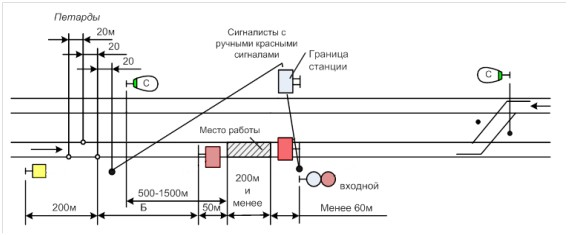 Петарды
20м
20
20
Сигналисты с
ручными красными
сигналами
Граница
станции
С
С
Место работы
500-1500м
200м
и
менее
входной
200м
Б
50м
Менее 60м